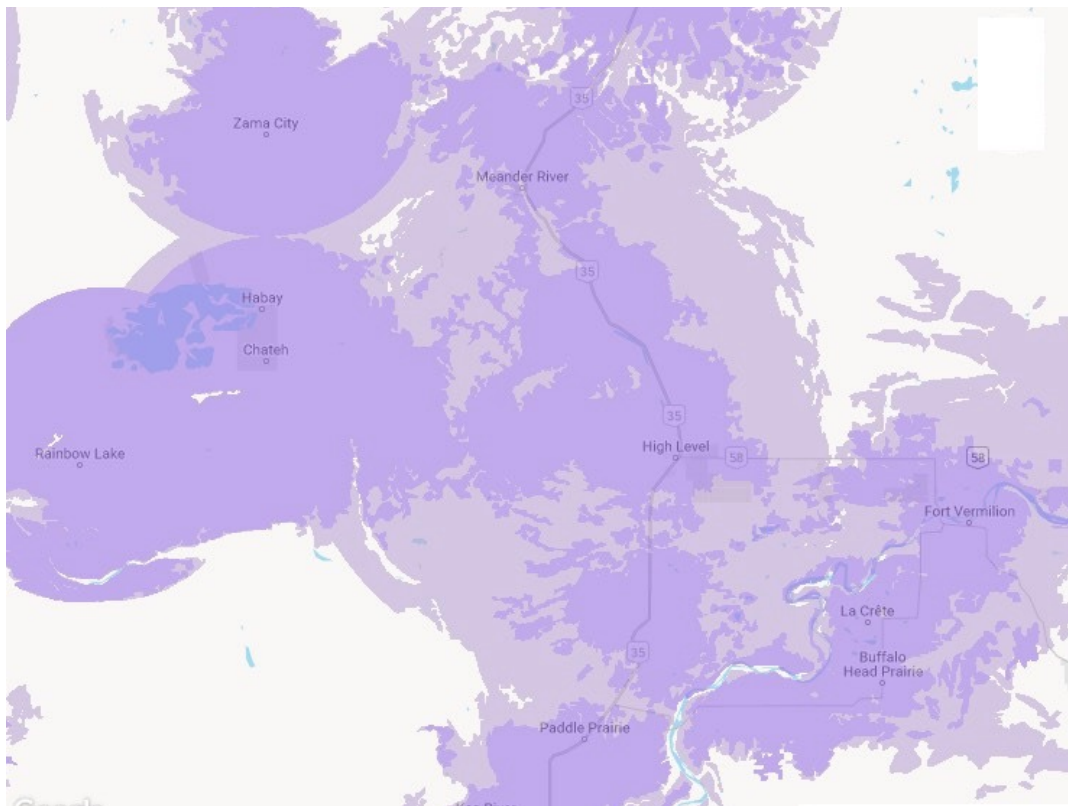 35
Zama City
Meander River
35
Habay
Chateh
35
High Level
58
58
Rainbow Lake
Fort Vermilion
La Crête
35
Buffalo
Head Prairie
Paddle Prairie